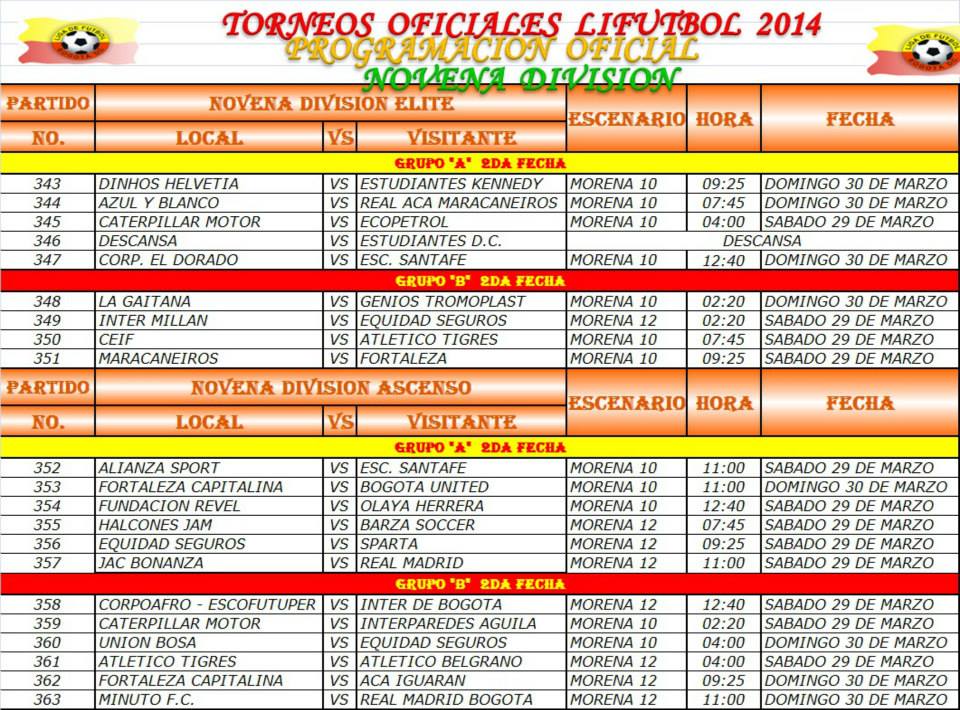 TORNEOS OFICIALES LIFUTBOL 2014
PROGRAMACION OFICIAL
NOVENA DIVISION
LIGA DE FUTBOL
BOGOTA DC
LIGA DE FUTBOL
BOGOTA DC
PARTIDO NOVENA DIVISION ELITE ESCENARIO HORA FECHA
NO. LOCAL VS VISITANTE
GRUPO "A" 2DA FECHA
343 DINHOS HELVETIA VS ESTUDIANTES KENNEDY MORENA 10 09:25 DOMINGO 30 DE MARZO
344 AZUL Y BLANCO VS REAL ACA MARACANEIROS MORENA 10 07:45 DOMINGO 30 DE MARZO
345 CATERPILLAR MOTOR VS ECOPETROL MORENA 10 04:00 SABADO 29 DE MARZO
346 DESCANSA VS ESTUDIANTES D.C. DESCANSA
347 CORP. EL DORADO VS ESC. SANTAFE MORENA 10 12:40 DOMINGO 30 DE MARZO
GRUPO "B" 2DA FECHA
348 LA GAITANA VS GENIOS TROMOPLAST MORENA 10 02:20 DOMINGO 30 DE MARZO
349 INTER MILLAN VS EQUIDAD SEGUROS MORENA 12 02:20 SABADO 29 DE MARZO
350 CEIF VS ATLETICO TIGRES MORENA 10 07:45 SABADO 29 DE MARZO
351 MARACANEIROS VS FORTALEZA MORENA 10 09:25 SABADO 29 DE MARZO
PARTIDO NOVENA DIVISION ASCENSO ESCENARIO HORA FECHA
NO. LOCAL VS VISITANTE
GRUPO "A" 2DA FECHA
352 ALIANZA SPORT VS ESC. SANTAFE MORENA 10 11:00 SABADO 29 DE MARZO
353 FORTALEZA CAPITALINA VS BOGOTA UNITED MORENA 10 11:00 DOMINGO 30 DE MARZO
354 FUNDACION REVEL VS OLAYA HERRERA MORENA 10 12:40 SABADO 29 DE MARZO
355 HALCONES JAM VS BARZA SOCCER MORENA 12 07:45 SABADO 29 DE MARZO
356 EQUIDAD SEGUROS VS SPARTA MORENA 12 09:25 SABADO 29 DE MARZO
357 JAC BONANZA VS REAL MADRID MORENA 12 11:00 SABADO 29 DE MARZO
GRUPO "B" 2DA FECHA
358 CORPOAFRO - ESCOFUTUPER VS INTER DE BOGOTA MORENA 12 12:40 SABADO 29 DE MARZO
359 CATERPILLAR MOTOR VS INTERPAREDES AGUILA MORENA 10 02:20 SABADO 29 DE MARZO
360 UNION BOSA VS EQUIDAD SEGUROS MORENA 10 04:00 DOMINGO 30 DE MARZO
361 ATLETICO TIGRES VS ATLETICO BELGRANO MORENA 12 04:00 SABADO 29 DE MARZO
362 FORTALEZA CAPITALINA VS ACA IGUARAN MORENA 12 09:25 DOMINGO 30 DE MARZO
363 MINUTO F.C. VS REAL MADRID BOGOTA MORENA 12 11:00 DOMINGO 30 DE MARZO